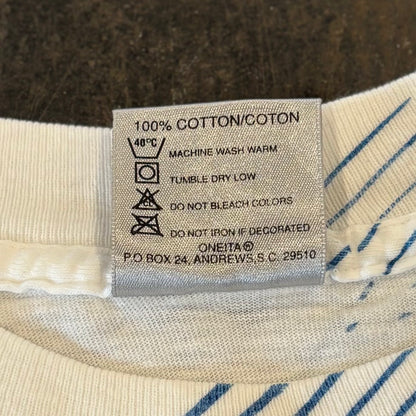 100% COTTON/COTON
40°C MACHINE WASH WARM
TUMBLE DRY LOW
CL DO NOT BLEACH COLORS
DO NOT IRON IF DECORATED
ONEITA®
P.O BOX 24, ANDREWS,S.C. 29510